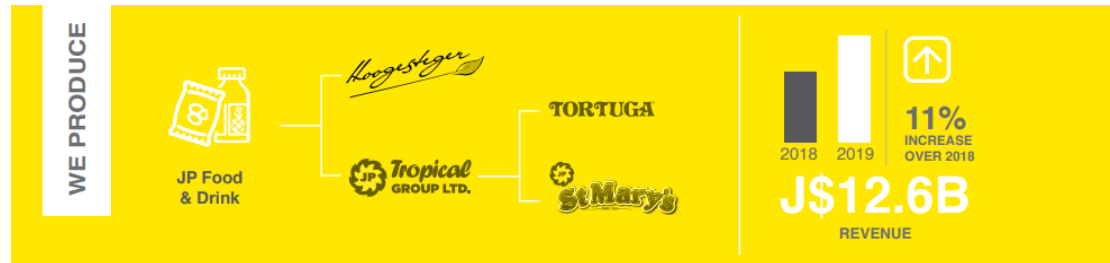 WE PRODUCE
JP Food
& Drink
Hoogesteger
JP Tropical
GROUP LTD.
TORTUGA
JP
St Mary's
2018
2019
11%
INCREASE
OVER 2018
J$12.6B
REVENUE